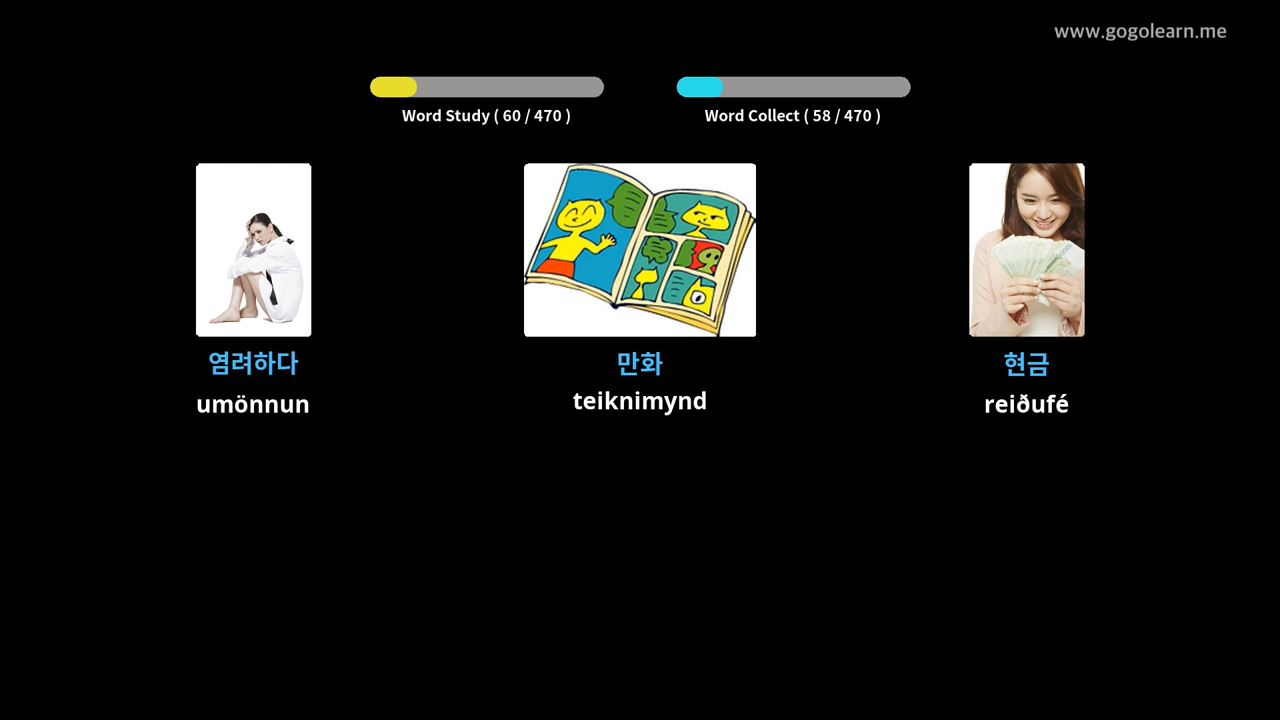 www.gogolearn.me
Word Study ( 60 / 470 )
Word Collect ( 58 / 470 )
염려하다
만화
현금
umönnun
teiknimynd
reiðufé